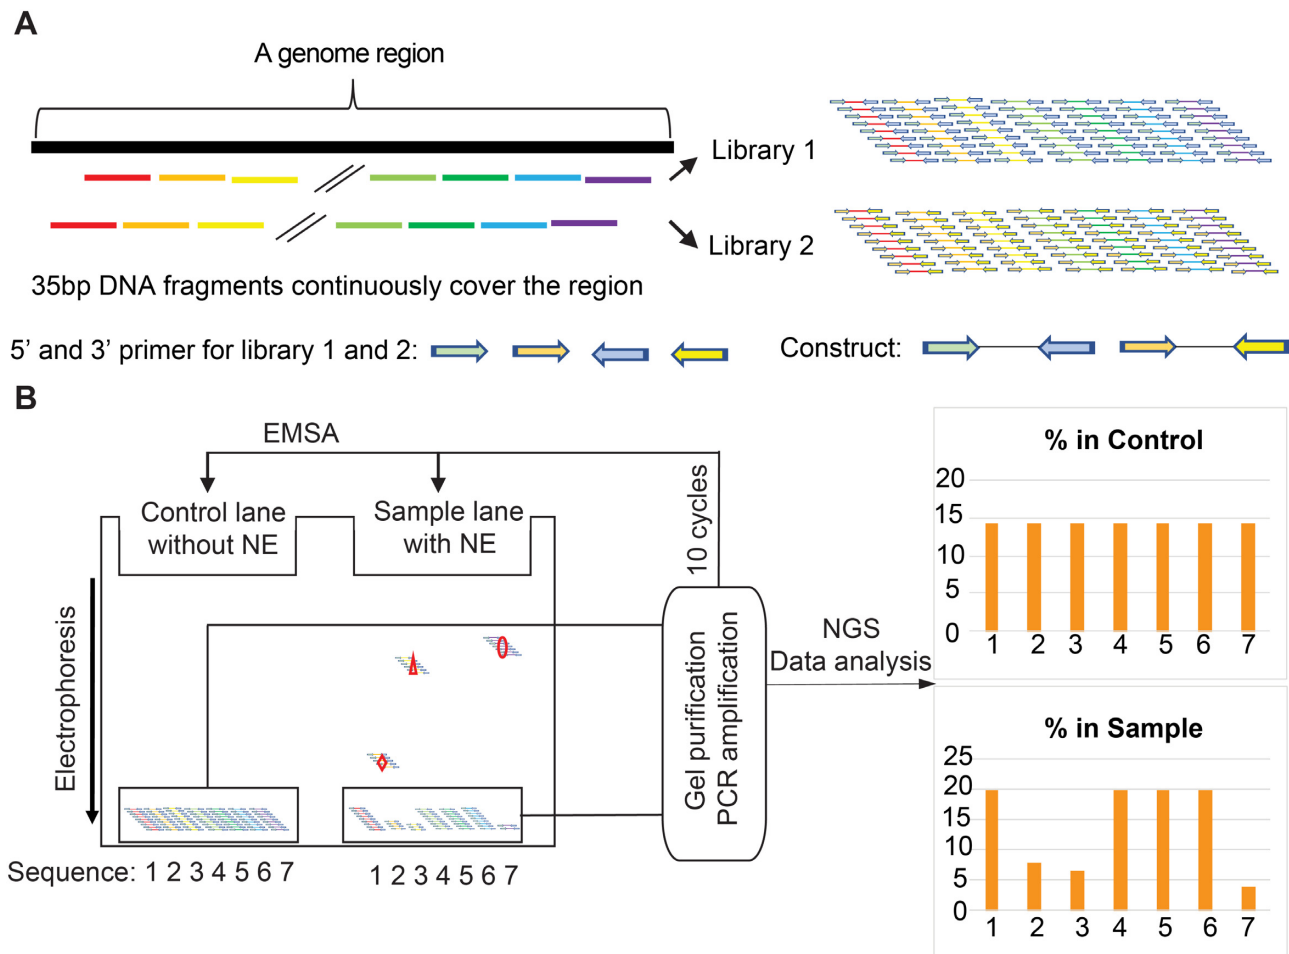 A
A genome region
Library 1
Library 2
35bp DNA fragments continuously cover the region
5' and 3' primer for library 1 and 2:
Construct:
B
EMSA
Control lane
without NE
Sample lane
with NE
Electrophoresis
10 cycles
Gel purification
PCR amplification
NGS
Data analysis
Sequence: 1 2 3 4 5 6 7
1 2 3 4 5 6 7
% in Control
20
15
10
5
0
1 2 3 4 5 6 7
% in Sample
25
20
15
10
5
0
1 2 3 4 5 6 7